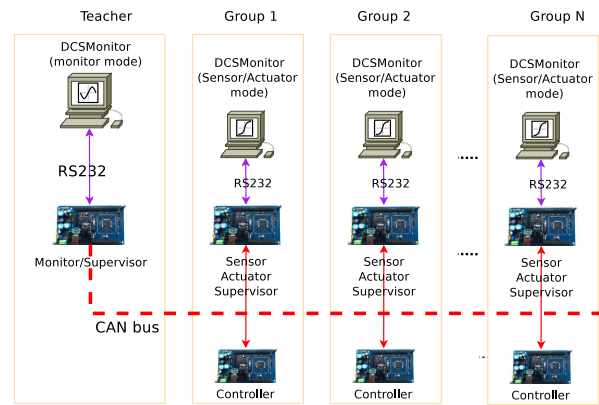 Teacher
Group 1
Group 2
Group N
DCSMonitor
(monitor mode)
DCSMonitor
(Sensor/Actuator
mode)
DCSMonitor
(Sensor/Actuator
mode)
DCSMonitor
(Sensor/Actuator
mode)
RS232
RS232
RS232
RS232
Monitor/Supervisor
Sensor
Actuator
Supervisor
Sensor
Actuator
Supervisor
Sensor
Actuator
Supervisor
CAN bus
Controller
Controller
Controller